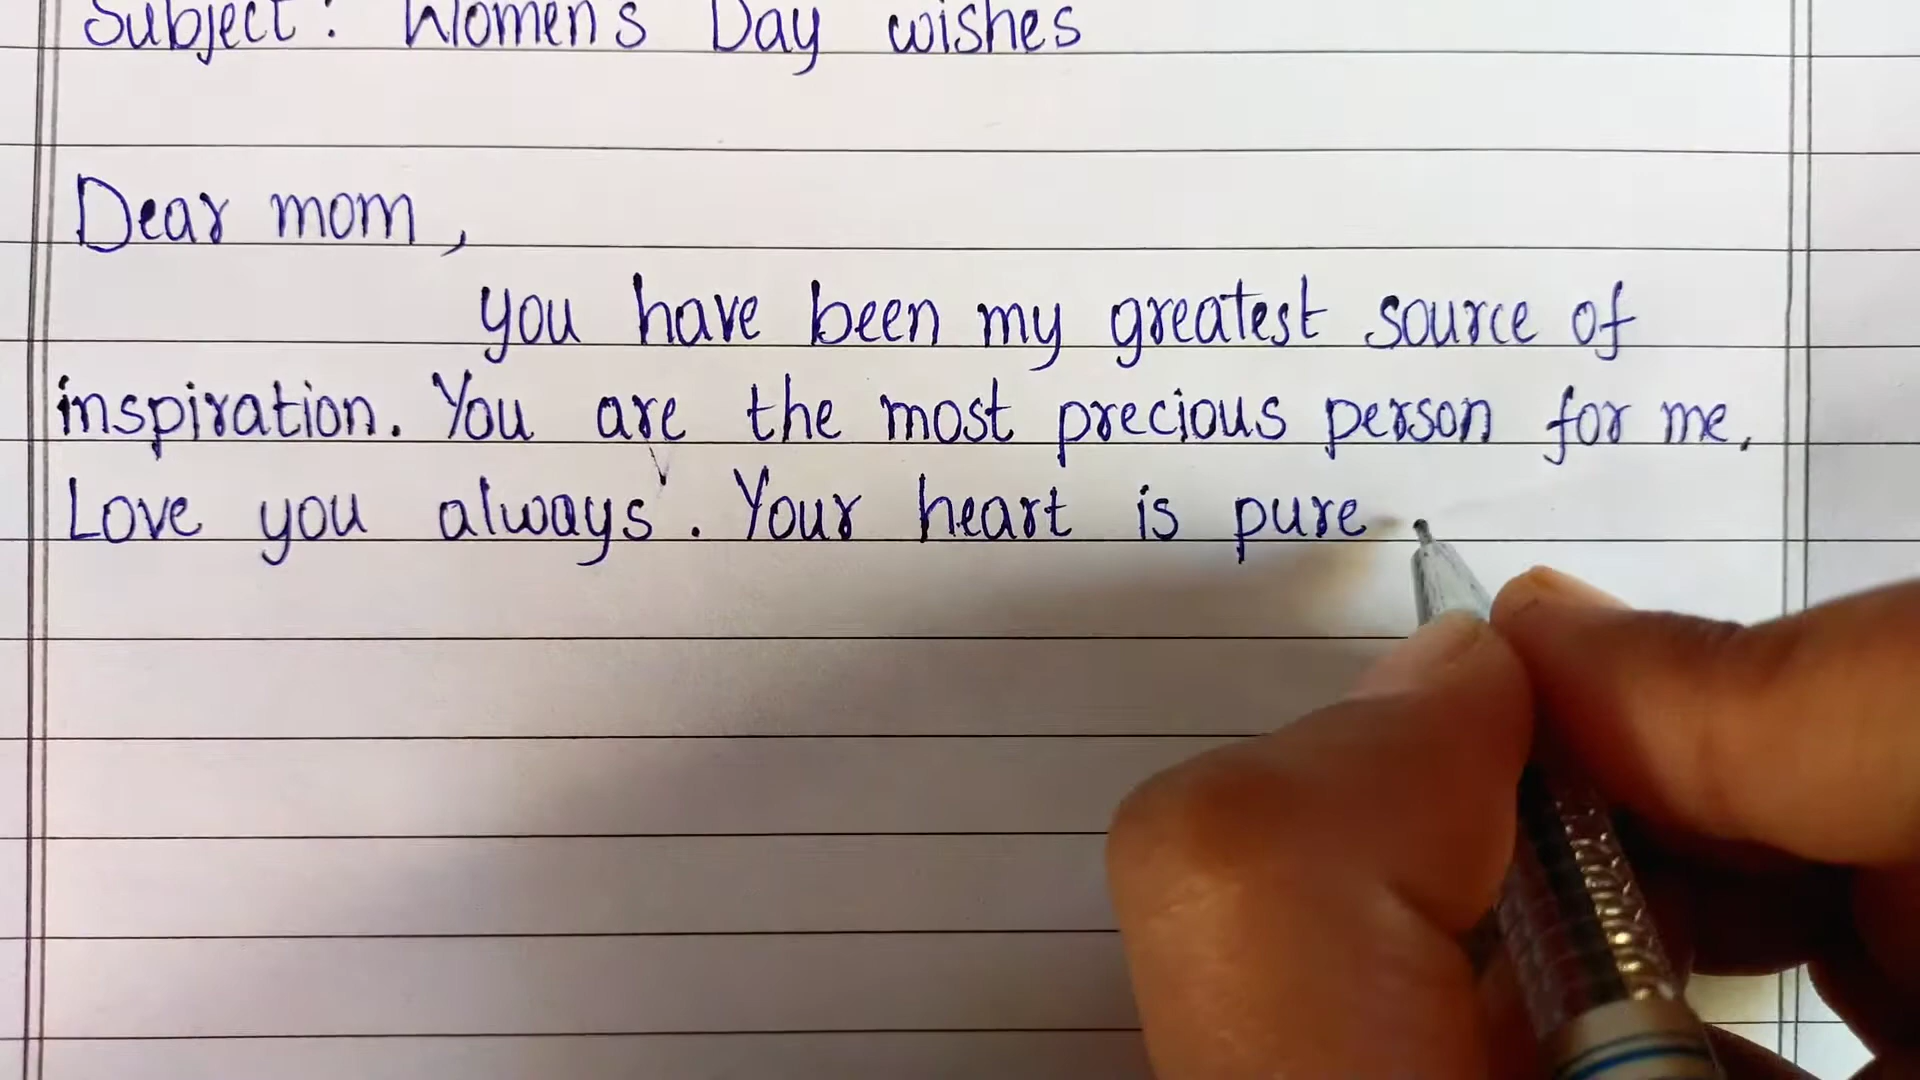 Subject: Women's Day wishes
Dear mom,
you have been my greatest source of
inspiration. You are the most precious person for me.
Love you always. Your heart is pure